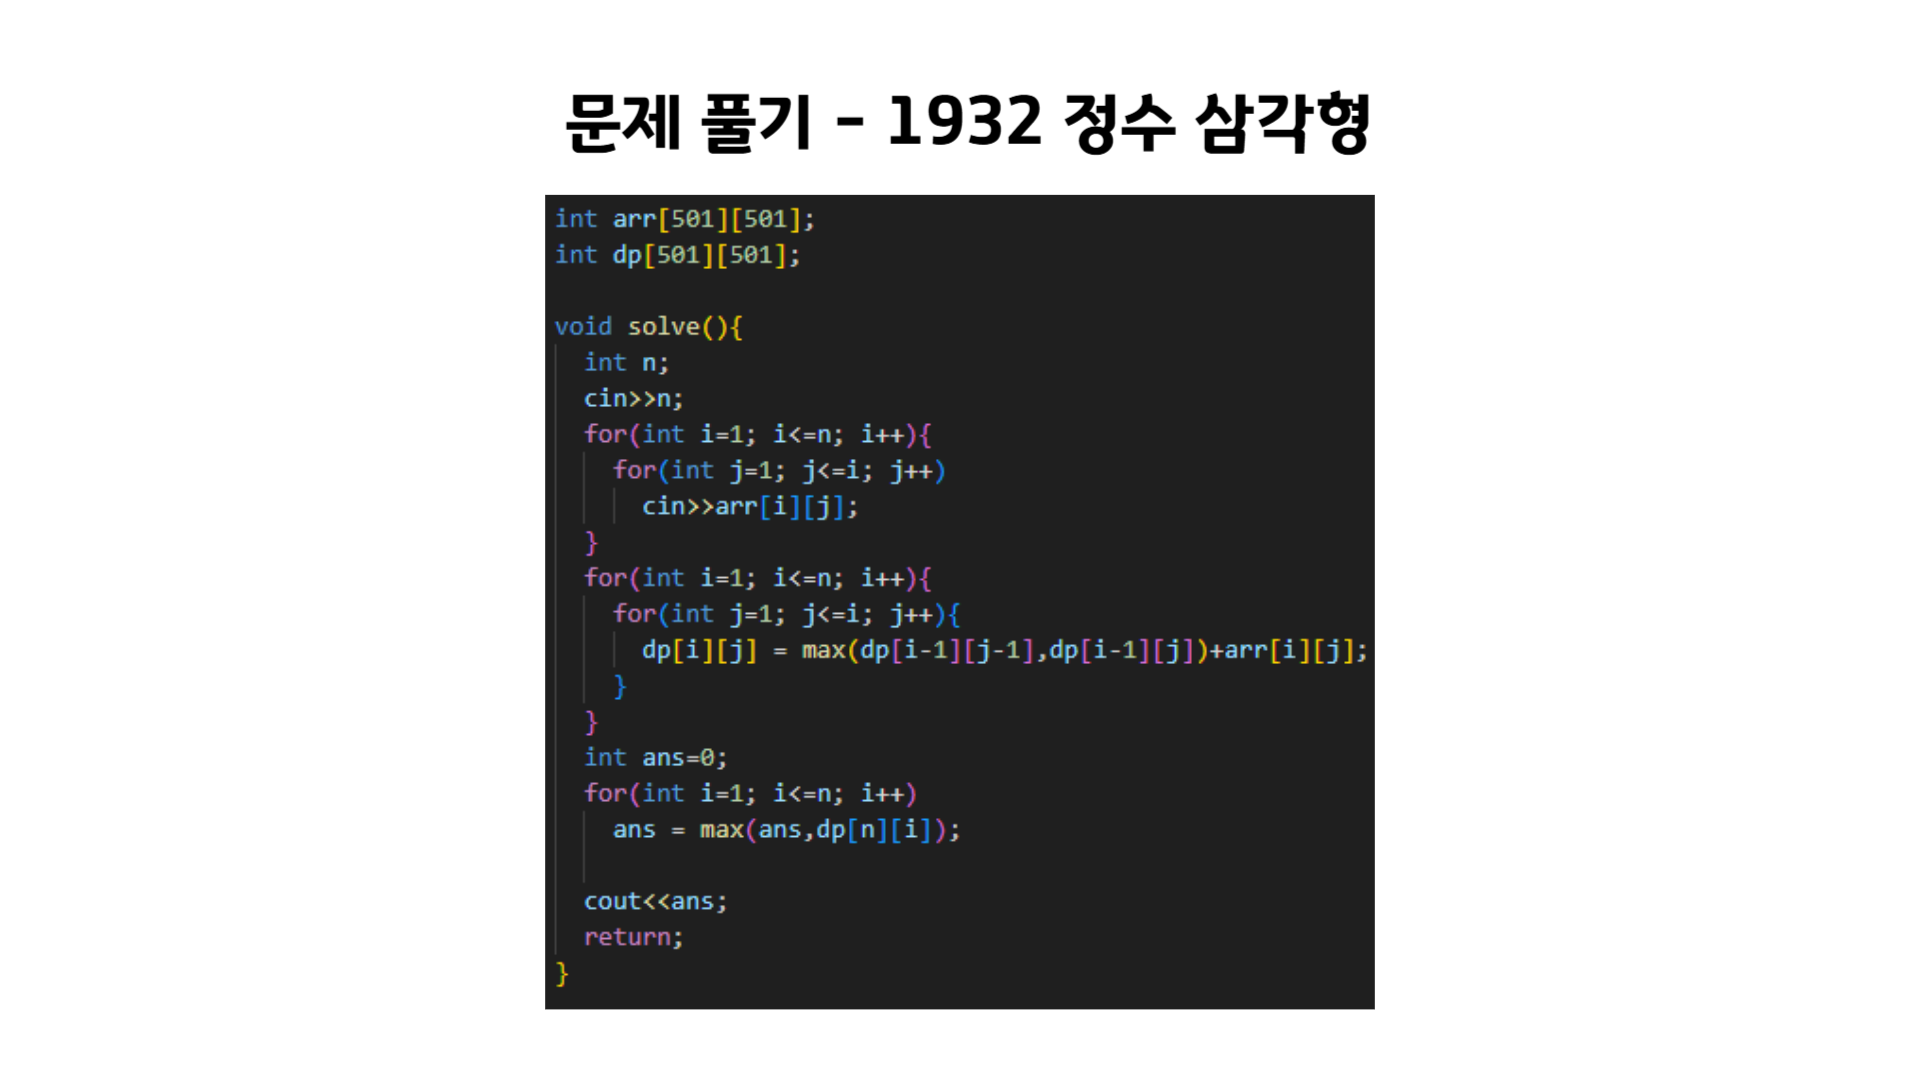 문제 풀기 - 1932 정수 삼각형
int arr[501][501];
int dp[501][501];
void solve(){
int n;
cin>>n;
for(int i=1; i<=n; i++){
for(int j=1; j<=i; j++)
cin>>arr[i][j];
}
for(int i=1; i<=n; i++){
for(int j=1; j<=i; j++){
dp[i][j] = max(dp[i-1][j-1],dp[i-1][j])+arr[i][j];
}
}
int ans=0;
for(int i=1; i<=n; i++)
ans = max(ans,dp[n][i]);
cout<<ans;
return;
}